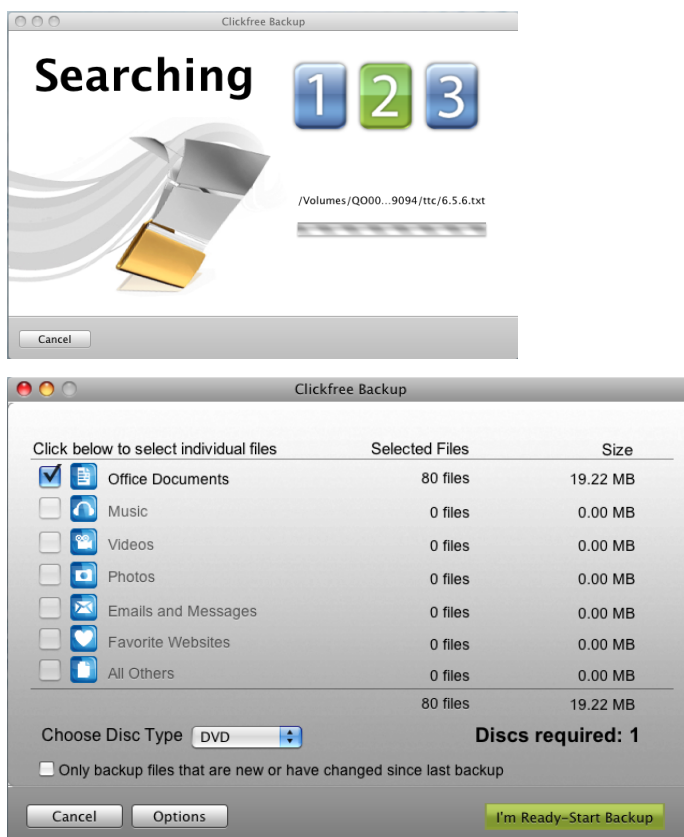 Clickfree Backup
Searching
1 2 3
/Volumes/QO00...9094/ttc/6.5.6.txt
Cancel
Clickfree Backup
Click below to select individual files Selected Files Size
Office Documents 80 files 19.22 MB
Music 0 files 0.00 MB
Videos 0 files 0.00 MB
Photos 0 files 0.00 MB
Emails and Messages 0 files 0.00 MB
Favorite Websites 0 files 0.00 MB
All Others 0 files 0.00 MB
80 files 19.22 MB
Choose Disc Type DVD Discs required: 1
Only backup files that are new or have changed since last backup
Cancel Options I'm Ready-Start Backup